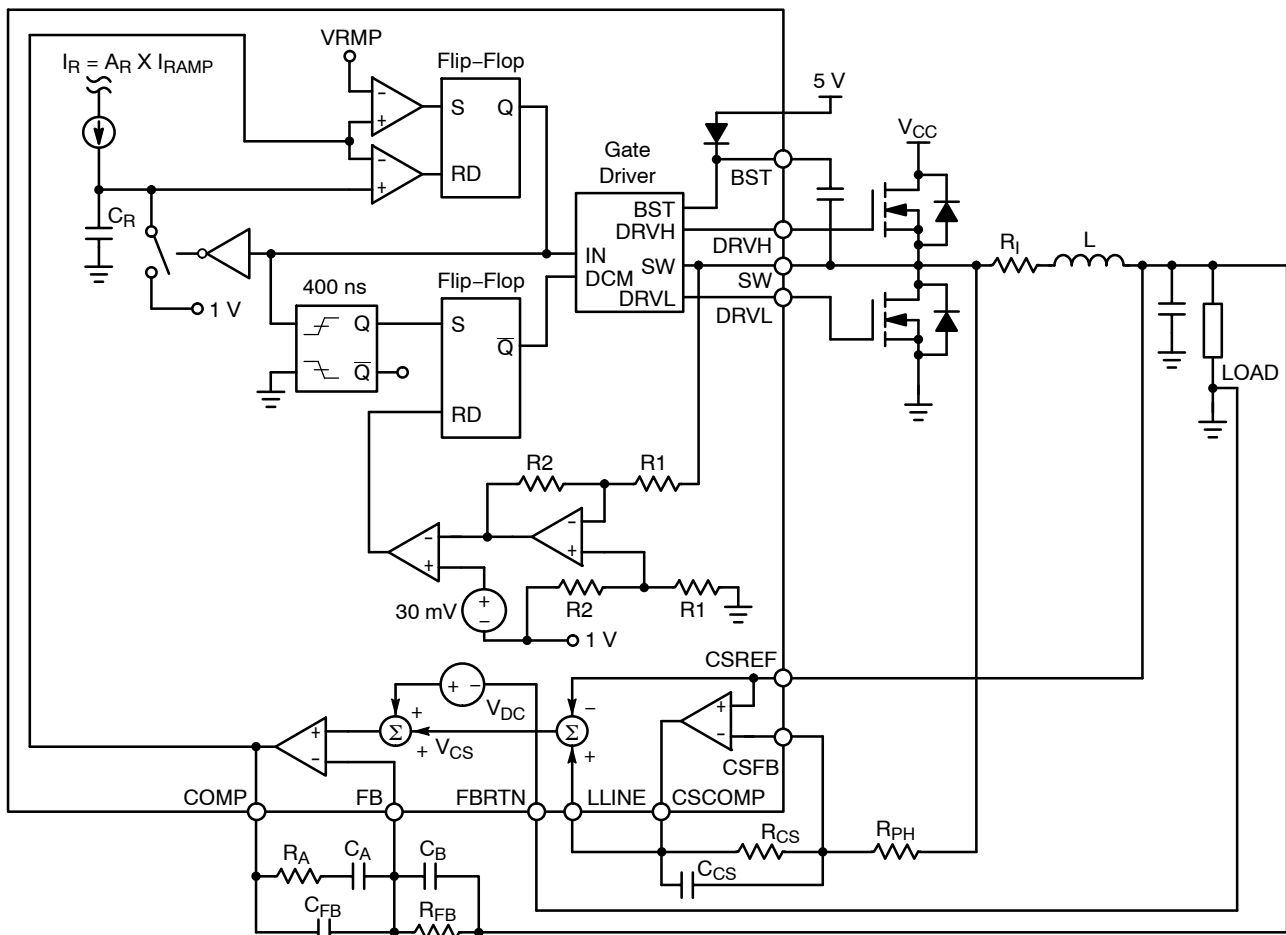 I_R = A_R X I_RAMP
VRMP
Flip–Flop
5 V
V_CC
S
Q
RD
C_R
1 V
Gate
Driver
BST
DRVH
IN
SW
DCM
DRVL
BST
DRVH
SW
DRVL
R_I
L
LOAD
400 ns
Q
Q̅
Flip–Flop
S
Q̅
RD
R2
R1
R2
R1
30 mV
1 V
CSREF
V_DC
V_CS
Σ
Σ
CSFB
COMP
FB
FBRTN
LLINE
CSCOMP
R_A
C_A
C_B
R_CS
R_PH
C_CS
C_FB
R_FB